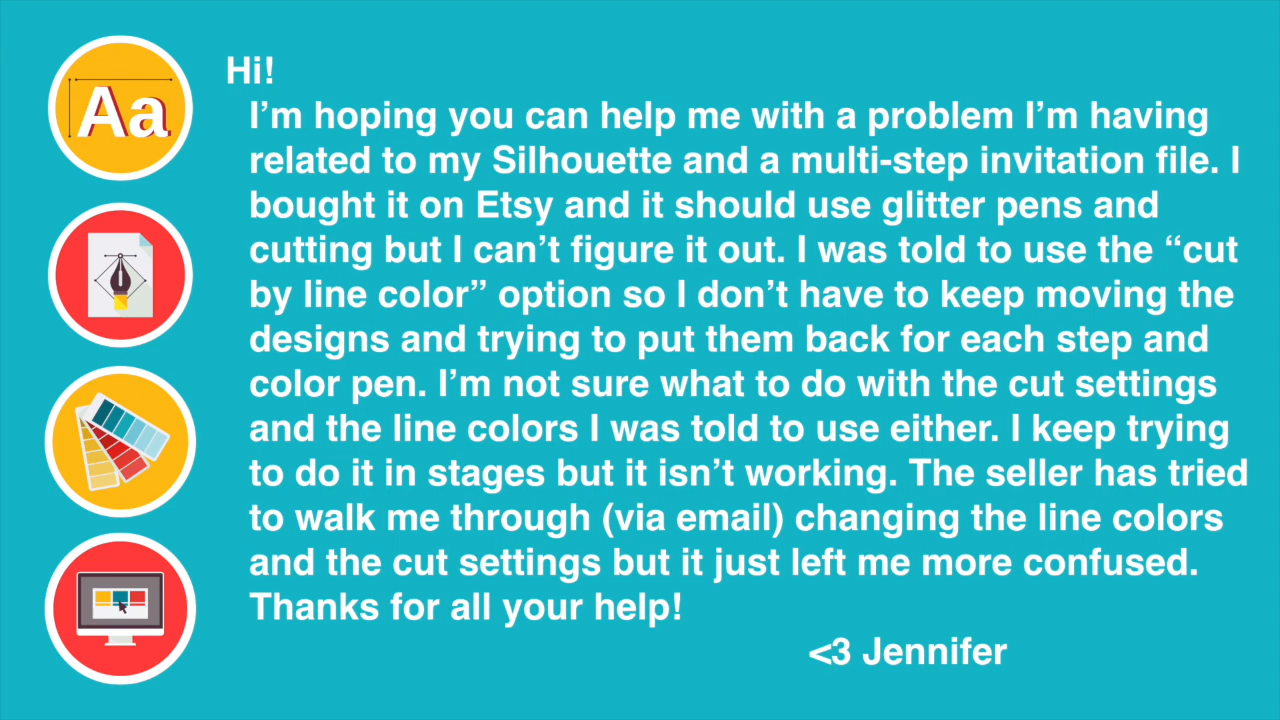 Aa
Hi!
I’m hoping you can help me with a problem I’m having
related to my Silhouette and a multi-step invitation file. I
bought it on Etsy and it should use glitter pens and
cutting but I can’t figure it out. I was told to use the “cut
by line color” option so I don’t have to keep moving the
designs and trying to put them back for each step and
color pen. I’m not sure what to do with the cut settings
and the line colors I was told to use either. I keep trying
to do it in stages but it isn’t working. The seller has tried
to walk me through (via email) changing the line colors
and the cut settings but it just left me more confused.
Thanks for all your help!
<3 Jennifer